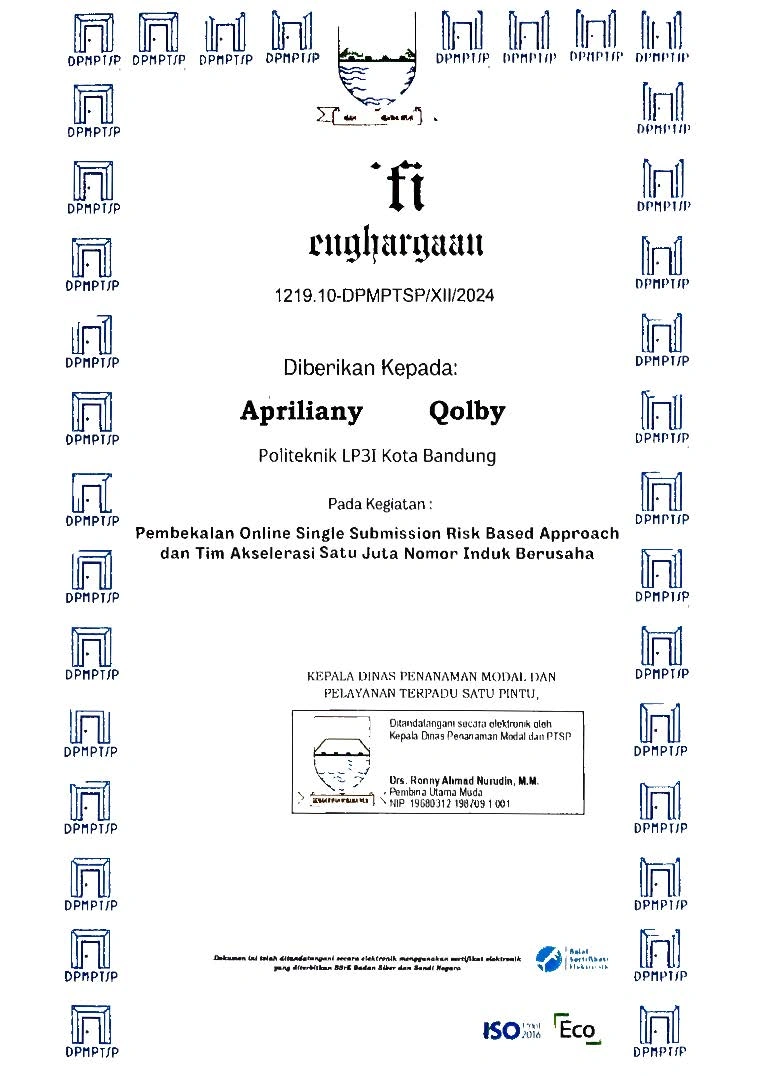 DPMPTSP DPMPTSP DPMPTSP DPMPTSP DPMPTSP DPMPTSP DPMPTSP DPMPTSP
DPMPTSP DPMPTSP
DPMPTSP DPMPTSP
DPMPTSP DPMPTSP
DPMPTSP DPMPTSP
DPMPTSP DPMPTSP
DPMPTSP DPMPTSP
DPMPTSP DPMPTSP
DPMPTSP DPMPTSP
DPMPTSP DPMPTSP
DPMPTSP DPMPTSP
DPMPTSP DPMPTSP
DPMPTSP DPMPTSP
DPMPTSP DPMPTSP
fi
enghargaan
1219.10-DPMPTSP/XII/2024
Diberikan Kepada:
Apriliany Qolby
Politeknik LP3I Kota Bandung
Pada Kegiatan :
Pembekalan Online Single Submission Risk Based Approach
dan Tim Akselerasi Satu Juta Nomor Induk Berusaha
KEPALA DINAS PENANAMAN MODAL DAN
PELAYANAN TERPADU SATU PINTU,
Ditandatangani secara elektronik oleh
Kepala Dinas Penanaman Modal dan PTSP
Drs. Ronny Ahmad Nurudin, M.M.
Pembina Utama Muda
NIP 19680312 198709 1 001
Dokumen ini telah ditandatangani secara elektronik menggunakan sertifikat elektronik
yang diterbitkan BSrE Badan Siber dan Sandi Negara
Balai
Sertifikasi
Elektronik
ISO 2016
Eco